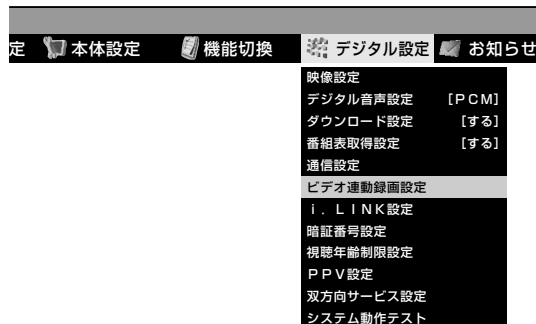 定 本体設定 機能切換 デジタル設定 お知らせ
映像設定
デジタル音声設定 [PCM]
ダウンロード設定 [する]
番組表取得設定 [する]
通信設定
ビデオ連動録画設定
i．LINK設定
暗証番号設定
視聴年齢制限設定
PPV設定
双方向サービス設定
システム動作テスト